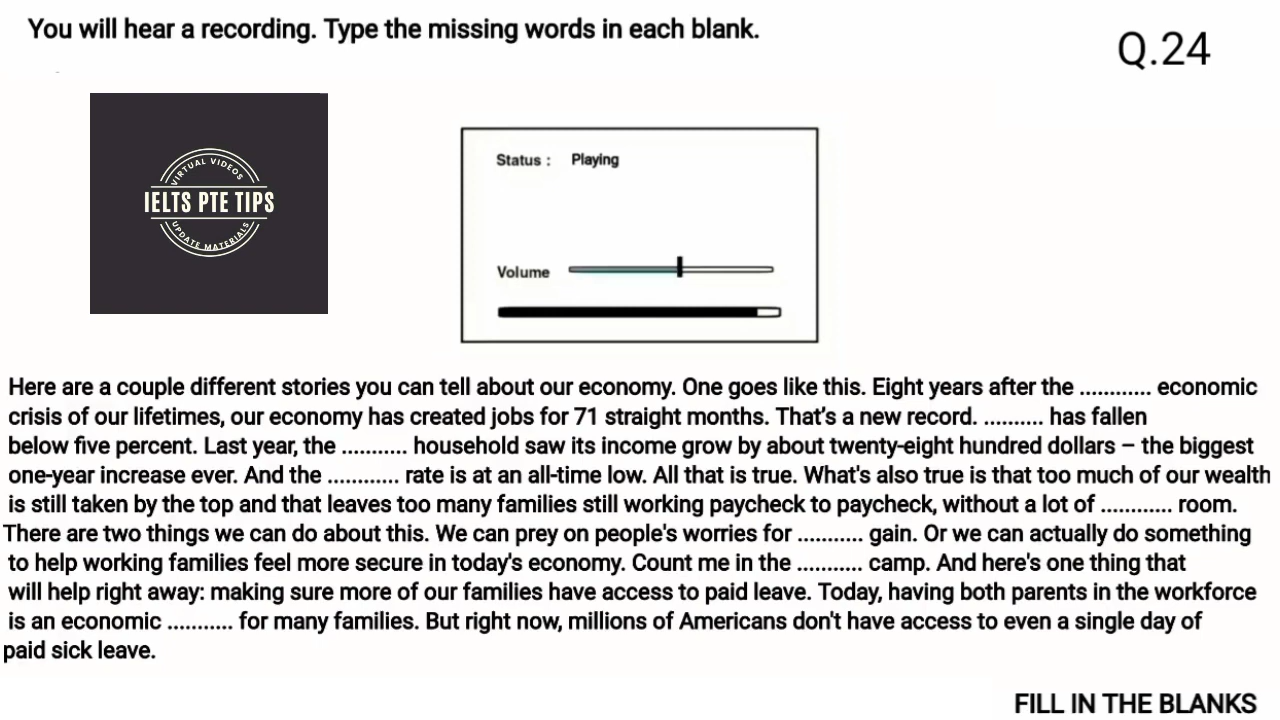 You will hear a recording. Type the missing words in each blank.
Q.24
VIRTUAL VIDEOS
IELTS PTE TIPS
UPDATE MATERIALS
Status : Playing
Volume
Here are a couple different stories you can tell about our economy. One goes like this. Eight years after the ............ economic
crisis of our lifetimes, our economy has created jobs for 71 straight months. That’s a new record. .......... has fallen
below five percent. Last year, the ........... household saw its income grow by about twenty-eight hundred dollars – the biggest
one-year increase ever. And the ............ rate is at an all-time low. All that is true. What's also true is that too much of our wealth
is still taken by the top and that leaves too many families still working paycheck to paycheck, without a lot of ............ room.
There are two things we can do about this. We can prey on people's worries for ........... gain. Or we can actually do something
to help working families feel more secure in today's economy. Count me in the ........... camp. And here's one thing that
will help right away: making sure more of our families have access to paid leave. Today, having both parents in the workforce
is an economic ........... for many families. But right now, millions of Americans don't have access to even a single day of
paid sick leave.
FILL IN THE BLANKS